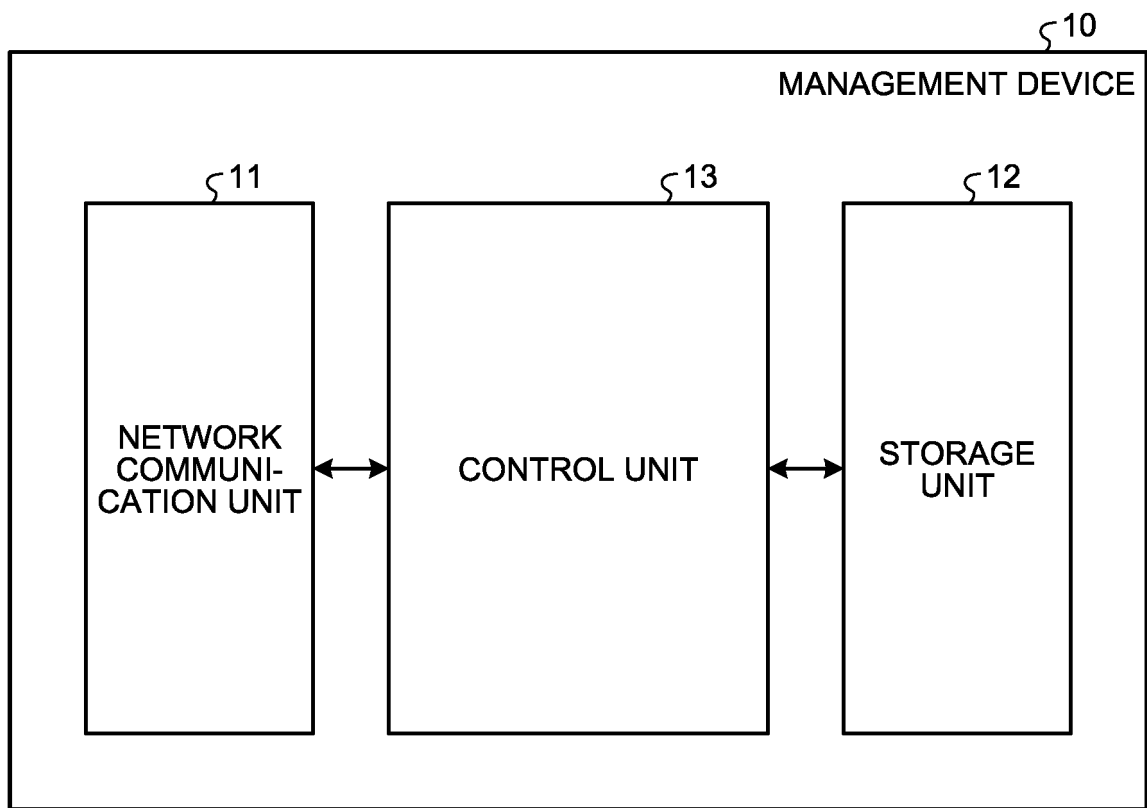 10
MANAGEMENT DEVICE
11
13
12
NETWORK
COMMUNI-
CATION UNIT
CONTROL UNIT
STORAGE
UNIT